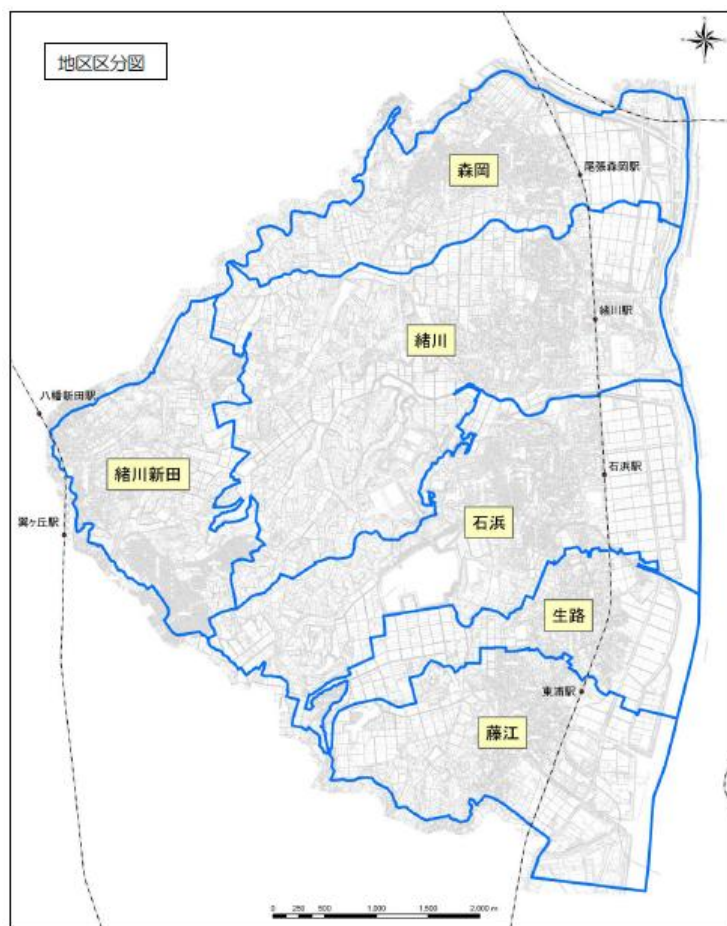 地区区分図
森岡
尾張森岡駅
緒川
緒川駅
八幡新田駅
緒川新田
石浜駅
巽ヶ丘駅
石浜
生路
東浦駅
藤江
0 250 500 1,000 1,500 2,000 m